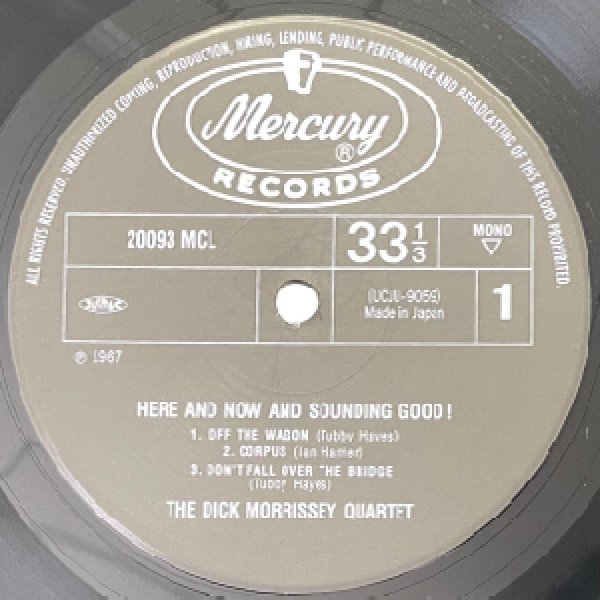 ALL RIGHTS RESERVED. UNAUTHORIZED COPYING, REPRODUCTION, HIRING, LENDING, PUBLIC PERFORMANCE AND BROADCASTING OF THIS RECORD PROHIBITED.
Mercury ®
RECORDS
20093 MCL
33 1/3
MONO
(UCJU-9059)
Made in Japan
1
℗ 1967
HERE AND NOW AND SOUNDING GOOD!
1. OFF THE WAGON (Tubby Hayes)
2. CORPUS (Ian Hamer)
3. DON'T FALL OVER THE BRIDGE
(Tubby Hayes)
THE DICK MORRISSEY QUARTET